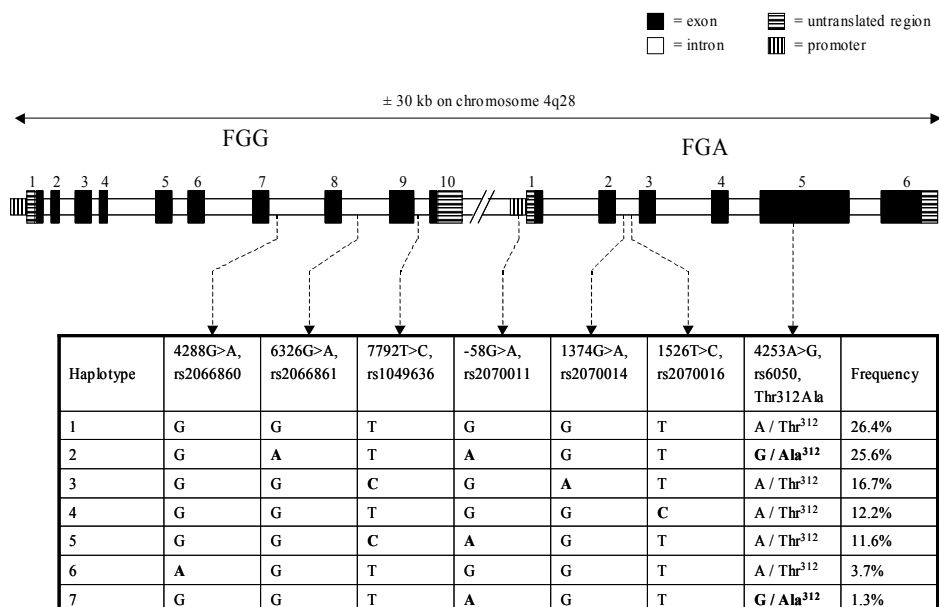 = exon
= untranslated region
= intron
= promoter
± 30 kb on chromosome 4q28
FGG
FGA
1 2 3 4 5 6 7 8 9 10 1 2 3 4 5 6
Haplotype 4288G>A, rs2066860 6326G>A, rs2066861 7792T>C, rs1049636 -58G>A, rs2070011 1374G>A, rs2070014 1526T>C, rs2070016 4253A>G, rs6050, Thr312Ala Frequency
1 G G T G G T A / Thr³¹² 26.4%
2 G A T A G T G / Ala³¹² 25.6%
3 G G C G A T A / Thr³¹² 16.7%
4 G G T G G C A / Thr³¹² 12.2%
5 G G C A G T A / Thr³¹² 11.6%
6 A G T G G T A / Thr³¹² 3.7%
7 G G T A G T G / Ala³¹² 1.3%